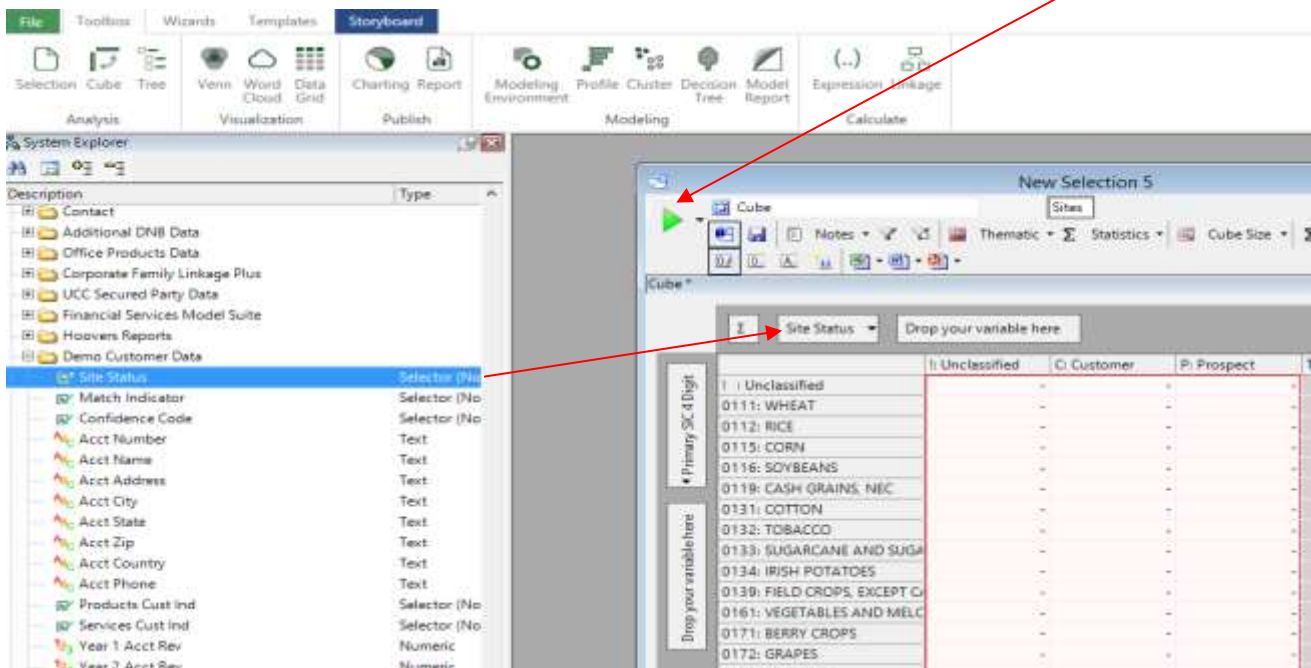 File Toolbox Wizards Templates Storyboard
Selection Cube Tree Venn Word Cloud Data Grid Charting Report Modeling Environment Profile Cluster Decision Tree Model Report Expression Linkage
Analysis Visualization Publish Modeling Calculate
System Explorer
Description Type
Contact
Additional DNB Data
Office Products Data
Corporate Family Linkage Plus
UCC Secured Party Data
Financial Services Model Suite
Hoovers Reports
Demo Customer Data
Site Status Selector (No
Match Indicator Selector (No
Confidence Code Selector (No
Acct Number Text
Acct Name Text
Acct Address Text
Acct City Text
Acct State Text
Acct Zip Text
Acct Country Text
Acct Phone Text
Products Cust Ind Selector (No
Services Cust Ind Selector (No
Year 1 Acct Rev Numeric
Year 2 Acct Rev Numeric
New Selection 5
Cube Sites
Notes Thematic Σ Statistics Cube Size Σ
Cube *
Σ Site Status Drop your variable here
!: Unclassified C: Customer P: Prospect T
Primary SIC 4 Digit
Drop your variable here
! : Unclassified - - -
0111: WHEAT - - -
0112: RICE - - -
0115: CORN - - -
0116: SOYBEANS - - -
0119: CASH GRAINS, NEC - - -
0131: COTTON - - -
0132: TOBACCO - - -
0133: SUGARCANE AND SUGA - - -
0134: IRISH POTATOES - - -
0139: FIELD CROPS, EXCEPT CA - - -
0161: VEGETABLES AND MELC - - -
0171: BERRY CROPS - - -
0172: GRAPES - - -